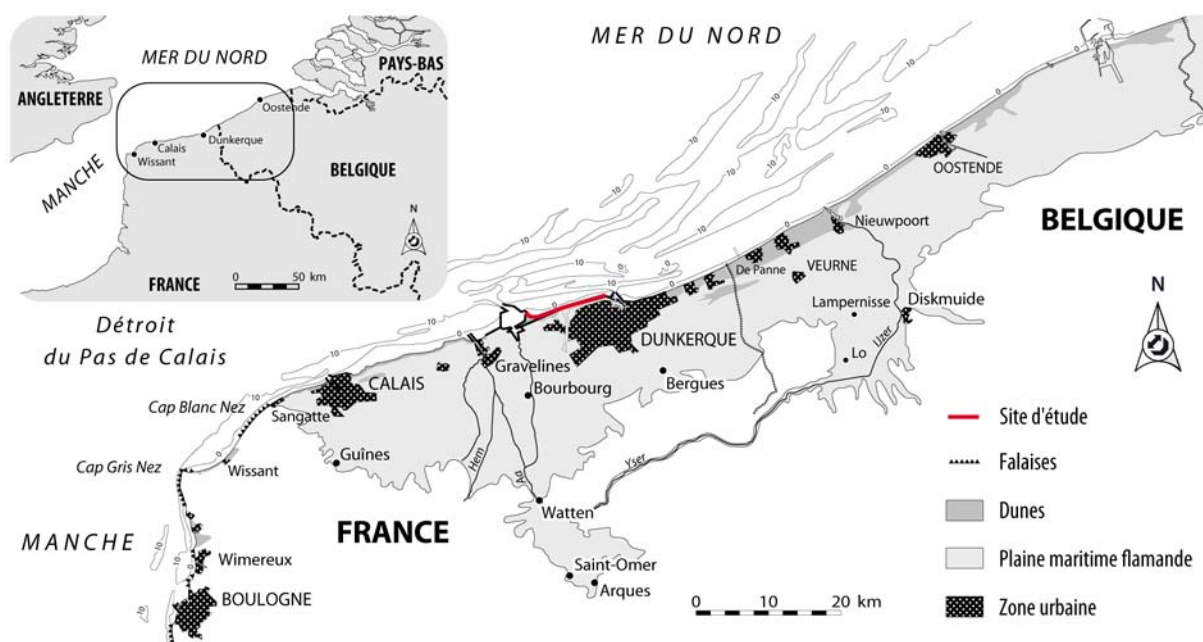 MER DU NORD
PAYS-BAS
ANGLETERRE
Oostende
Dunkerque
Calais
Wissant
MANCHE
BELGIQUE
N
FRANCE
0 50 km
MER DU NORD
OOSTENDE
Nieuwpoort
BELGIQUE
De Panne
VEURNE
Lampernisse
Diskmuide
Lo
Uzer
N
Détroit
du Pas de Calais
DUNKERQUE
Gravelines
Bourbourg
Bergues
CALAIS
Cap Blanc Nez
Sangatte
Cap Gris Nez
Wissant
Guînes
Hem
Aa
Yser
Watten
FRANCE
MANCHE
Wimereux
BOULOGNE
Saint-Omer
Arques
0 10 20 km
Site d'étude
Falaises
Dunes
Plaine maritime flamande
Zone urbaine